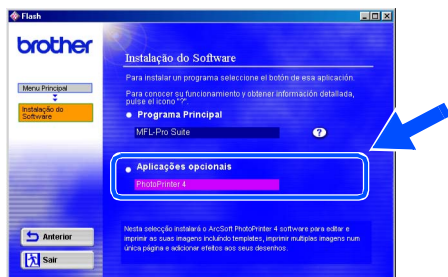 Flash
brother
Instalação do Software
Para instalar un programa seleccione el botón de esa aplicación.
Para conocer su funcionamiento y obtener información detallada,
pulse el icono "?".
Menu Principal
Instalação do
Software
Programa Principal
MFL-Pro Suite
?
Aplicações opcionais
PhotoPrinter 4
Nesta selecção instalará o ArcSoft PhotoPrinter 4 software para editar e
imprimir as suas imagens incluíndo templates, imprimir multiplas imagens num
única página e adicionar efeitos aos seus desenhos.
Anterior
Sair